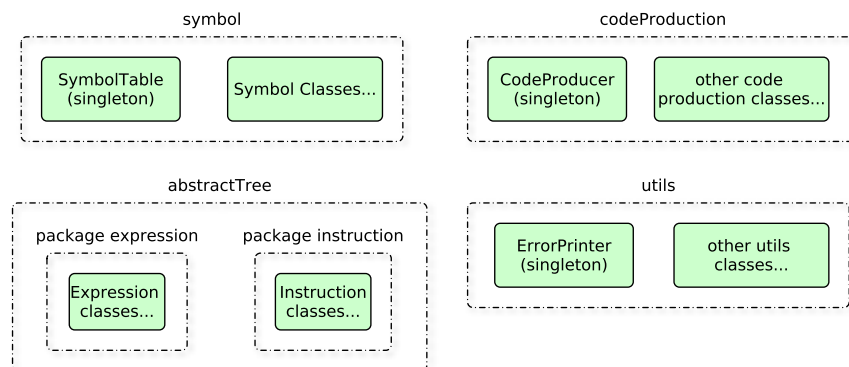 symbol
codeProduction
SymbolTable
(singleton)
Symbol Classes...
CodeProducer
(singleton)
other code
production classes...
abstractTree
utils
package expression
package instruction
ErrorPrinter
(singleton)
other utils
classes...
Expression
classes...
Instruction
classes...